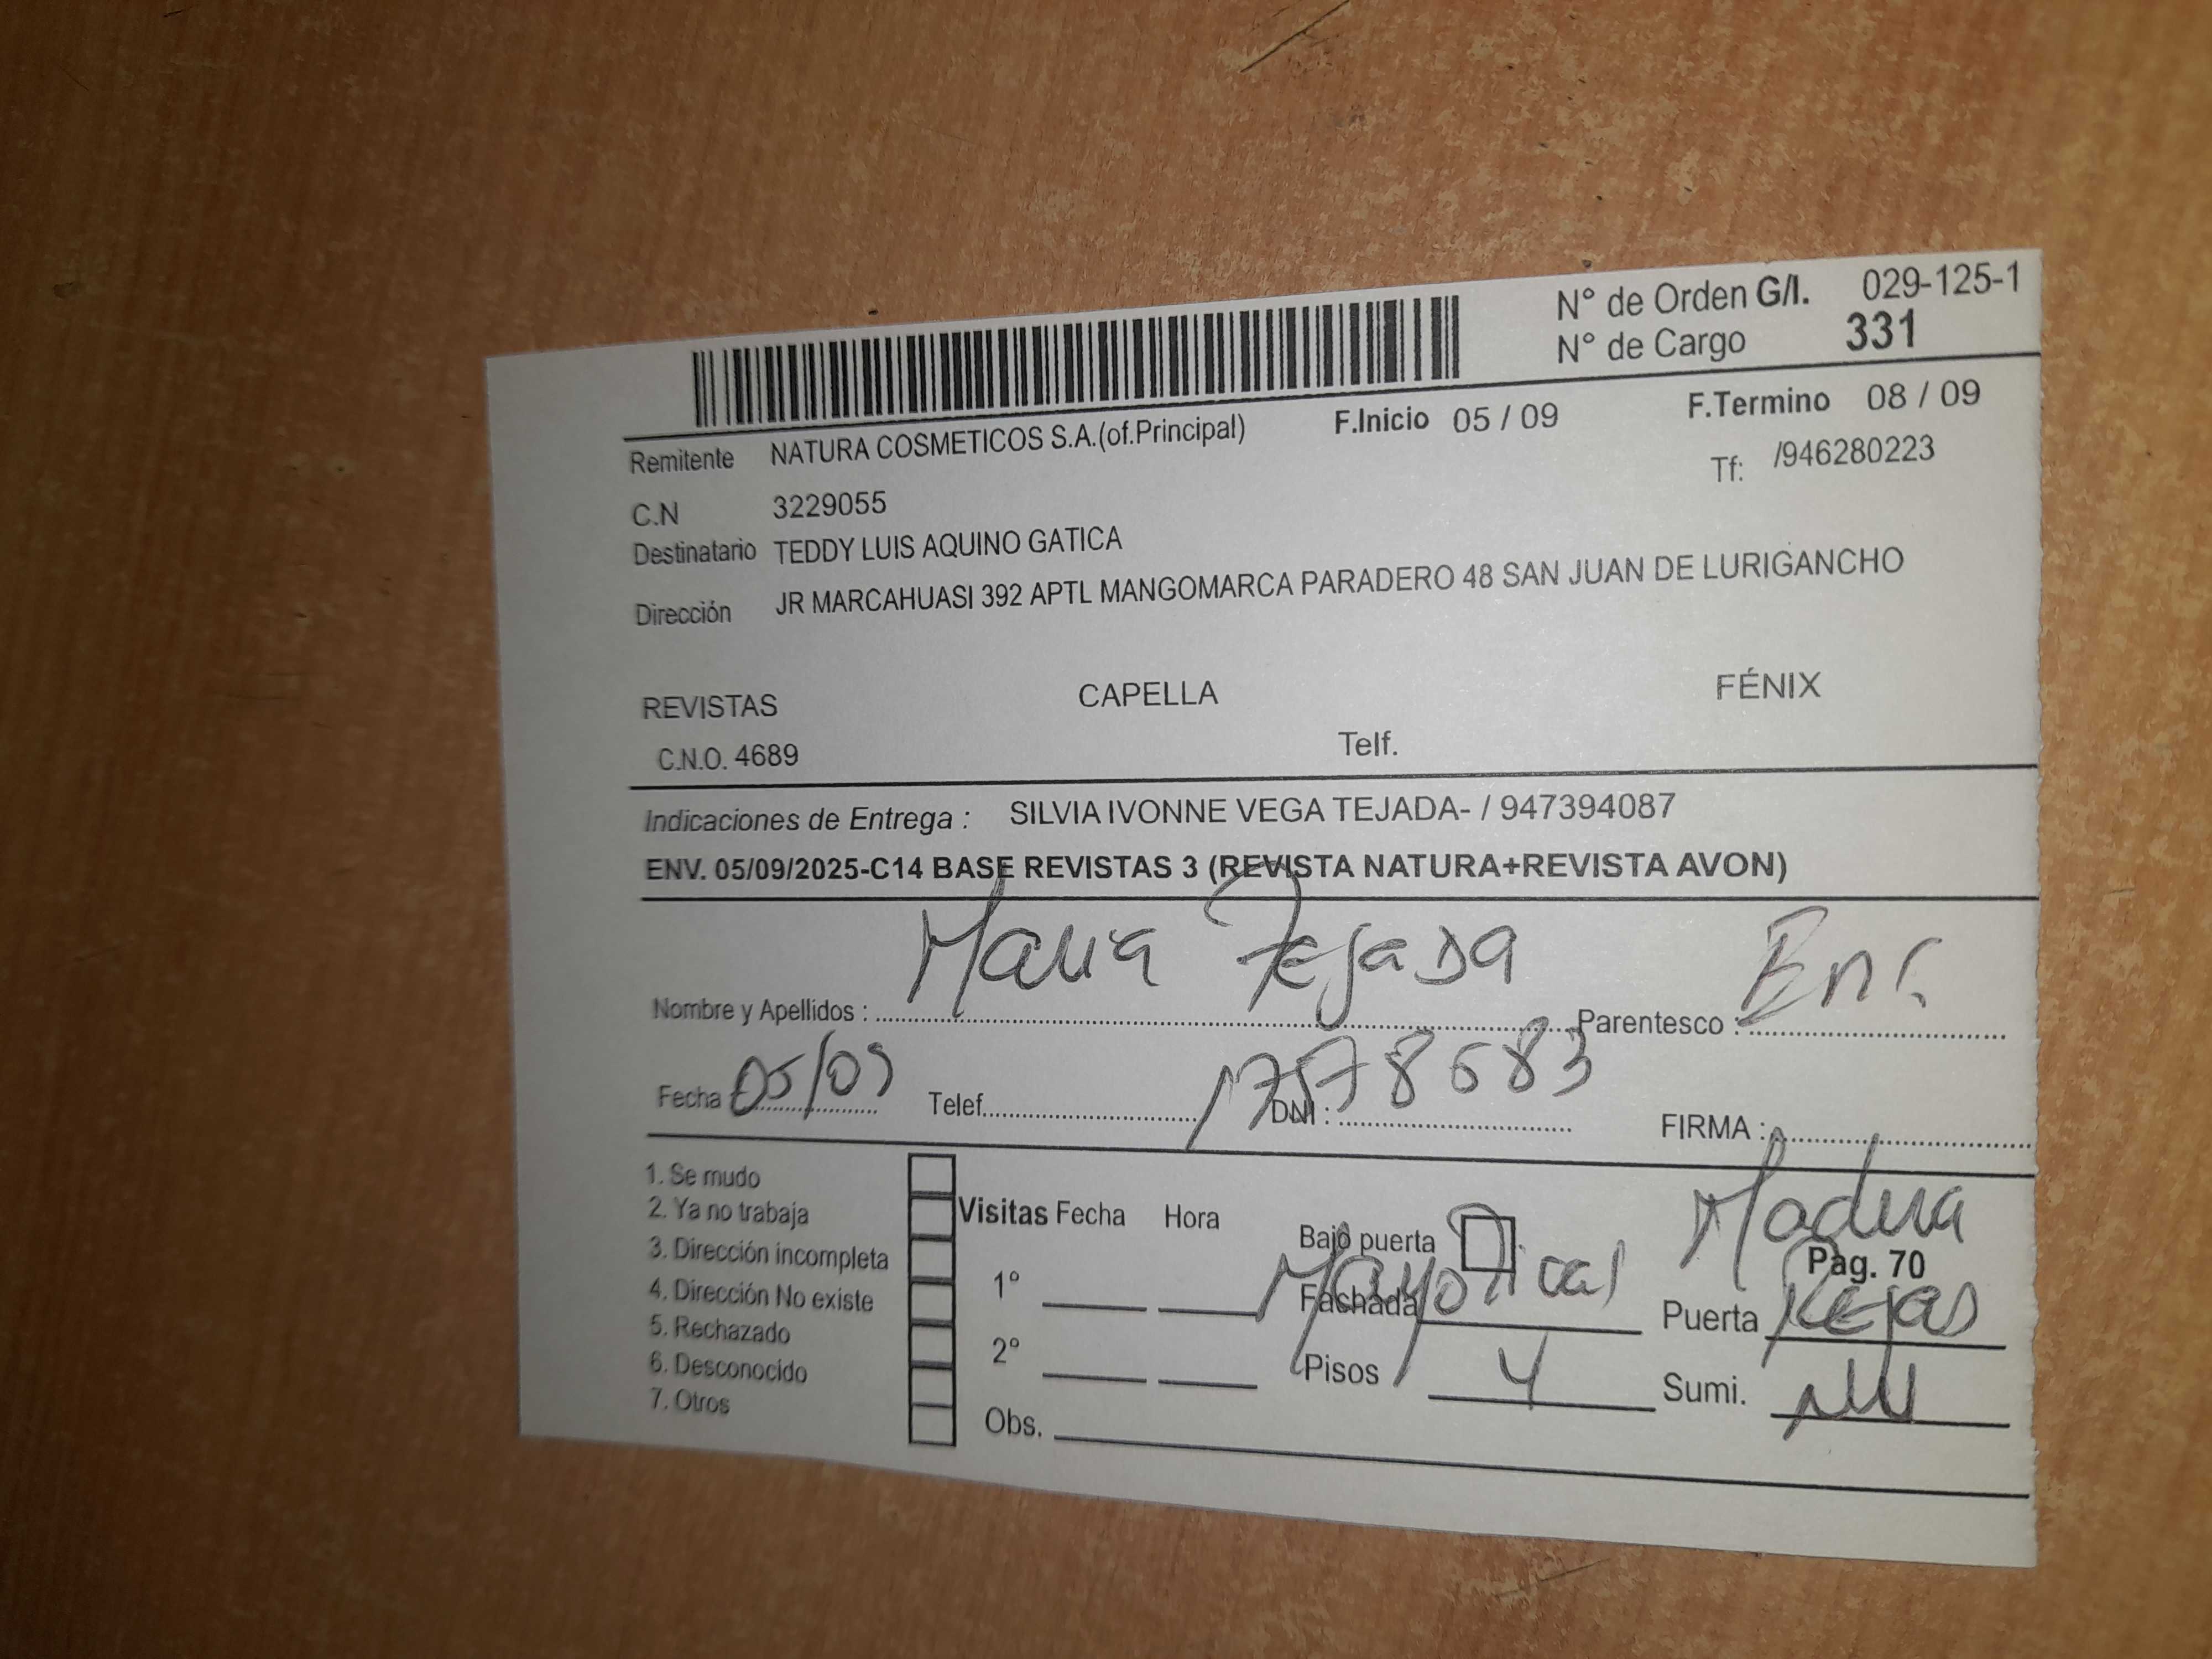 N° de Orden G/I. 029-125-1
N° de Cargo 331
F.Inicio 05 / 09 F.Termino 08 / 09
Remitente NATURA COSMETICOS S.A.(of.Principal) Tf: /946280223
C.N 3229055
Destinatario TEDDY LUIS AQUINO GATICA
Dirección JR MARCAHUASI 392 APTL MANGOMARCA PARADERO 48 SAN JUAN DE LURIGANCHO
REVISTAS CAPELLA FÉNIX
C.N.O. 4689 Telf.
Indicaciones de Entrega : SILVIA IVONNE VEGA TEJADA- / 947394087
ENV. 05/09/2025-C14 BASE REVISTAS 3 (REVISTA NATURA+REVISTA AVON)
Nombre y Apellidos : Maria Tejada Parentesco :
Fecha : 05/09 Telef. DNI : 17578683 FIRMA :
1. Se mudo
2. Ya no trabaja
3. Dirección incompleta
4. Dirección No existe
5. Rechazado
6. Desconocido
7. Otros
Visitas Fecha Hora
1°
2°
Obs.
Bajo puerta
Fachada Mayolical
Pisos 4
Madera
Pag. 70
Puerta Rejas
Sumi.